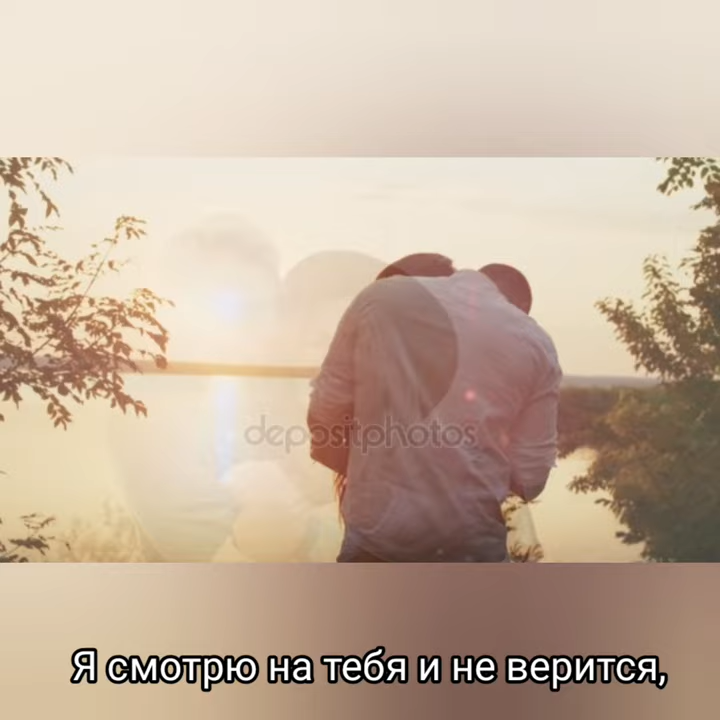 depositphotos
Я смотрю на тебя и не верится,